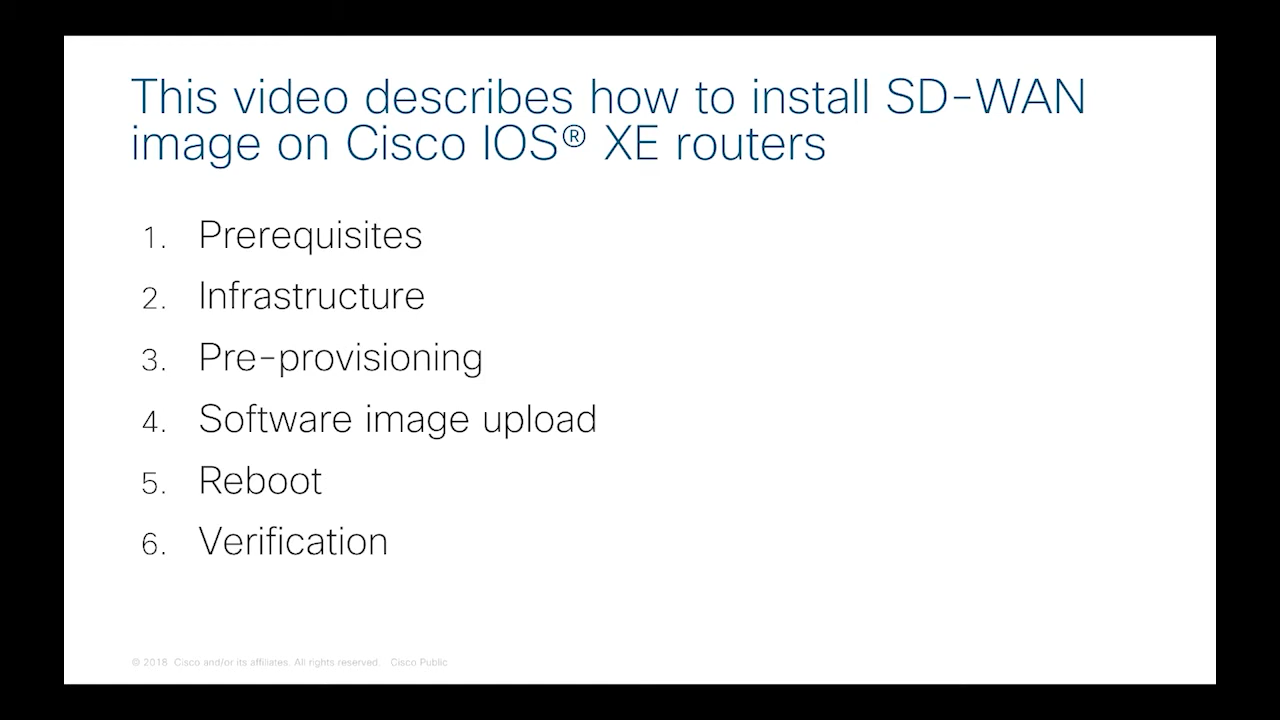 This video describes how to install SD-WAN
image on Cisco IOS® XE routers
1. Prerequisites
2. Infrastructure
3. Pre-provisioning
4. Software image upload
5. Reboot
6. Verification
© 2018 Cisco and/or its affiliates. All rights reserved. Cisco Public